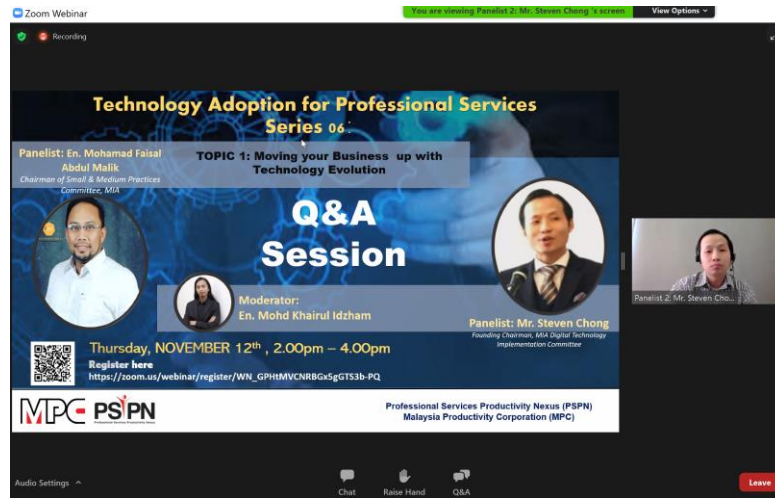 Zoom Webinar
You are viewing Panelist 2: Mr. Steven Chong 's screen
View Options
Recording
Technology Adoption for Professional Services
Series 06 :
Panelist: En. Mohamad Faisal
Abdul Malik
Chairman of Small & Medium Practices
Committee, MIA
TOPIC 1: Moving your Business up with
Technology Evolution
Q&A
Session
Moderator:
En. Mohd Khairul Idzham
Panelist: Mr. Steven Chong
Founding Chairman, MIA Digital Technology
Implementation Committee
Panelist 2: Mr. Steven Cho...
Thursday, NOVEMBER 12th , 2.00pm – 4.00pm
Register here
https://zoom.us/webinar/register/WN_GPHtMVCNRBGx5gGTS3b-PQ
MPC PSPN
Professional Services Productivity Nexus
Professional Services Productivity Nexus (PSPN)
Malaysia Productivity Corporation (MPC)
Audio Settings
Chat
Raise Hand
Q&A
Leave